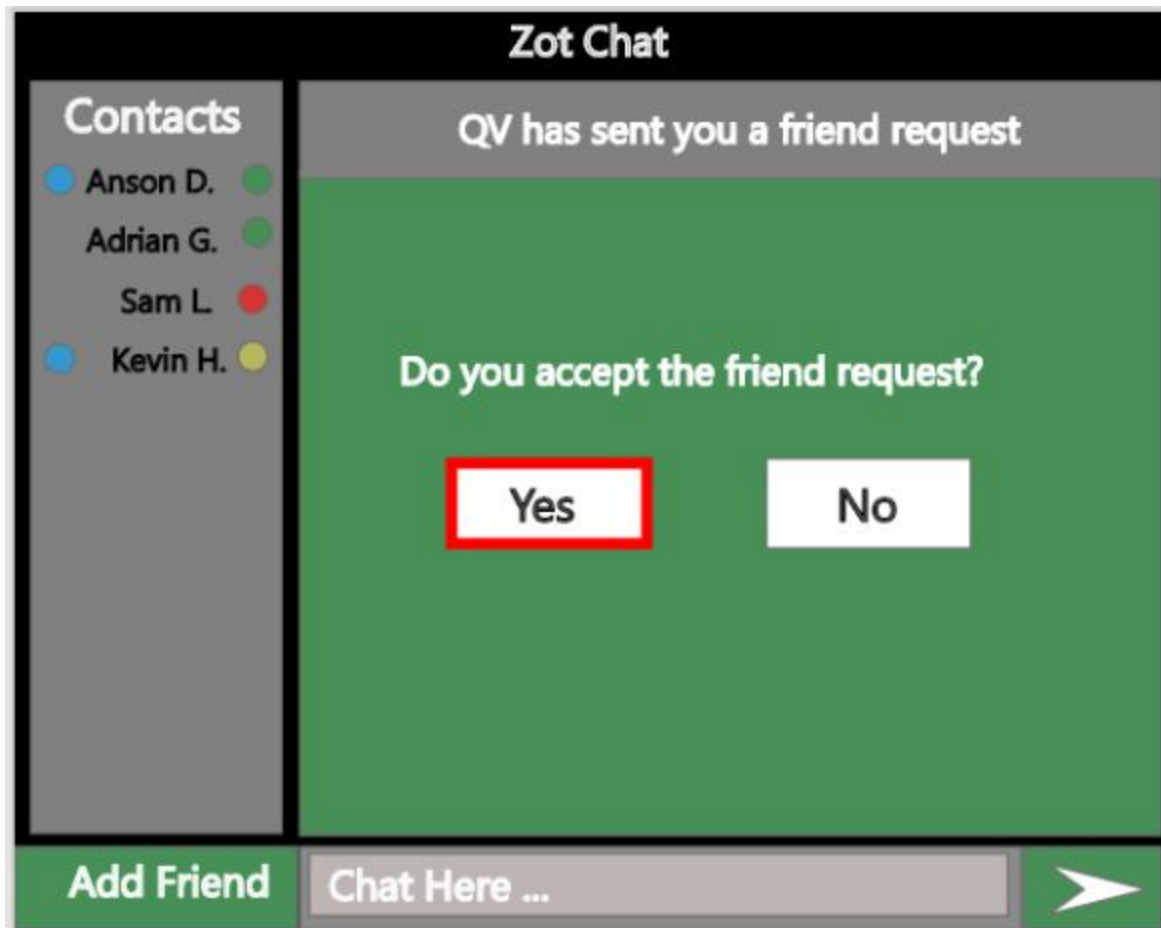 Zot Chat
Contacts
Anson D.
Adrian G.
Sam L.
Kevin H.
QV has sent you a friend request
Do you accept the friend request?
Yes
No
Add Friend
Chat Here ...